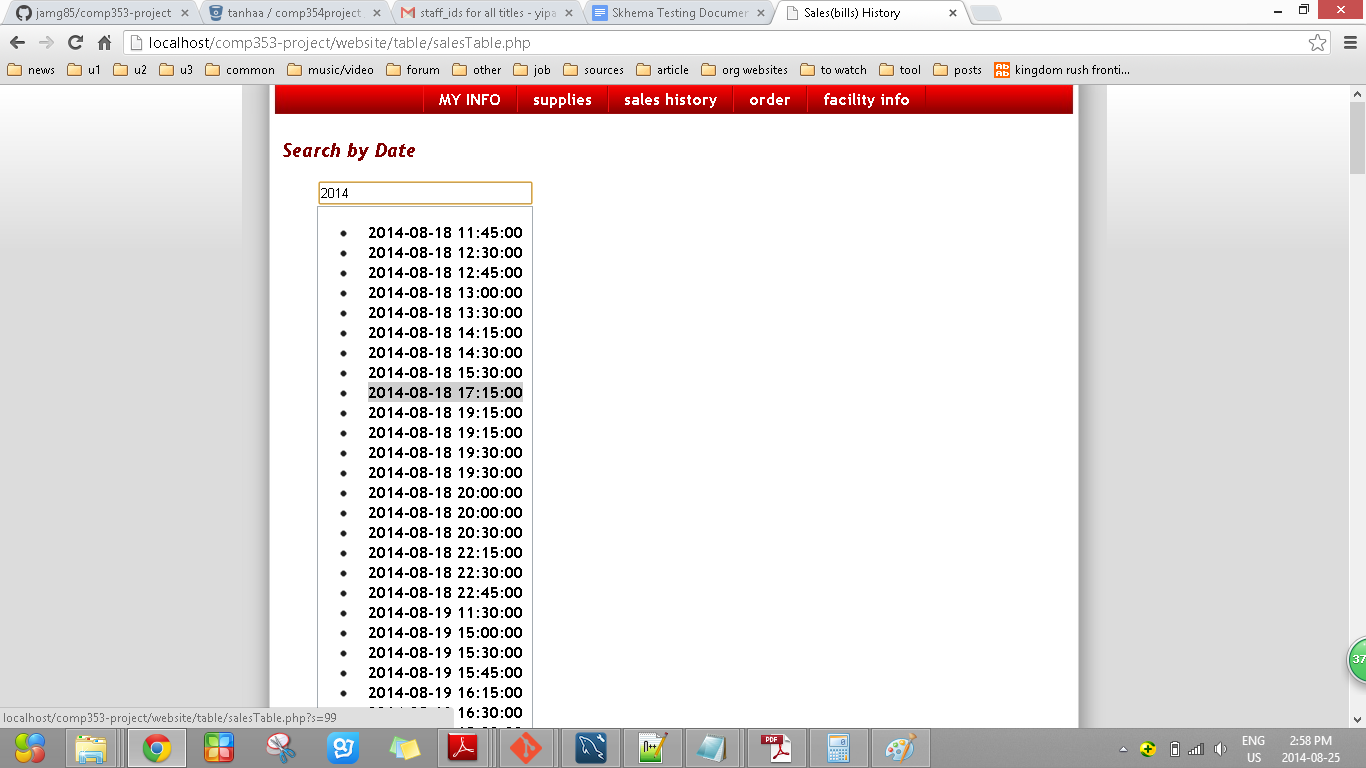 jamg85/comp353-project
tanhaa / comp354project
staff_ids for all titles - yipa
Skhema Testing Documen
Sales(bills) History
localhost/comp353-project/website/table/salesTable.php
news u1 u2 u3 common music/video forum other job sources article org websites to watch tool posts kingdom rush fronti...
MY INFO supplies sales history order facility info
Search by Date
2014
2014-08-18 11:45:00
2014-08-18 12:30:00
2014-08-18 12:45:00
2014-08-18 13:00:00
2014-08-18 13:30:00
2014-08-18 14:15:00
2014-08-18 14:30:00
2014-08-18 15:30:00
2014-08-18 17:15:00
2014-08-18 19:15:00
2014-08-18 19:15:00
2014-08-18 19:30:00
2014-08-18 19:30:00
2014-08-18 20:00:00
2014-08-18 20:00:00
2014-08-18 20:30:00
2014-08-18 22:15:00
2014-08-18 22:30:00
2014-08-18 22:45:00
2014-08-19 11:30:00
2014-08-19 15:00:00
2014-08-19 15:30:00
2014-08-19 15:45:00
2014-08-19 16:15:00
16:30:00
37
localhost/comp353-project/website/table/salesTable.php?s=99
ENG 2:58 PM
US 2014-08-25